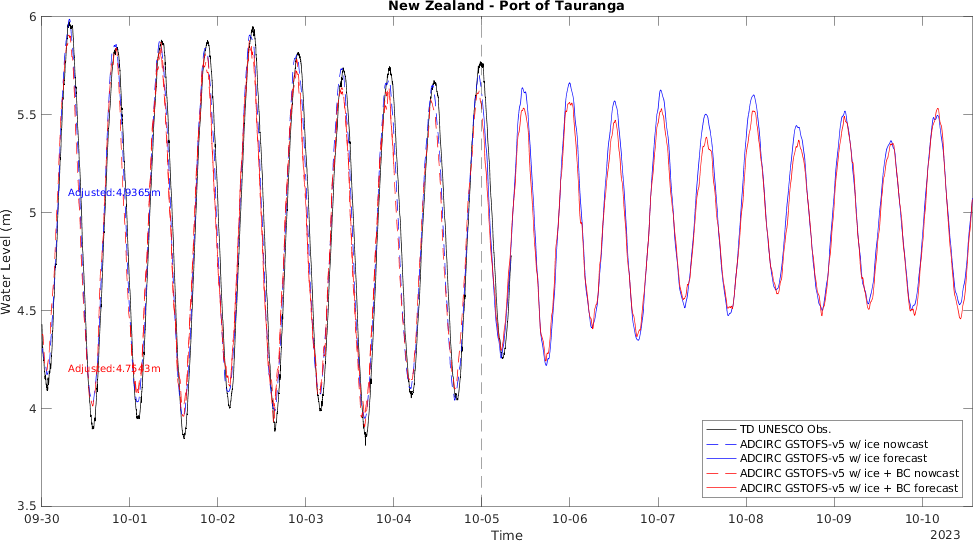 New Zealand - Port of Tauranga
6
5.5
5
4.5
4
3.5
Water Level (m)
Adjusted:4.9365m
Adjusted:4.7543m
TD UNESCO Obs.
ADCIRC GSTOFS-v5 w/ ice nowcast
ADCIRC GSTOFS-v5 w/ ice forecast
ADCIRC GSTOFS-v5 w/ ice + BC nowcast
ADCIRC GSTOFS-v5 w/ ice + BC forecast
09-30 10-01 10-02 10-03 10-04 10-05 10-06 10-07 10-08 10-09 10-10
Time
2023